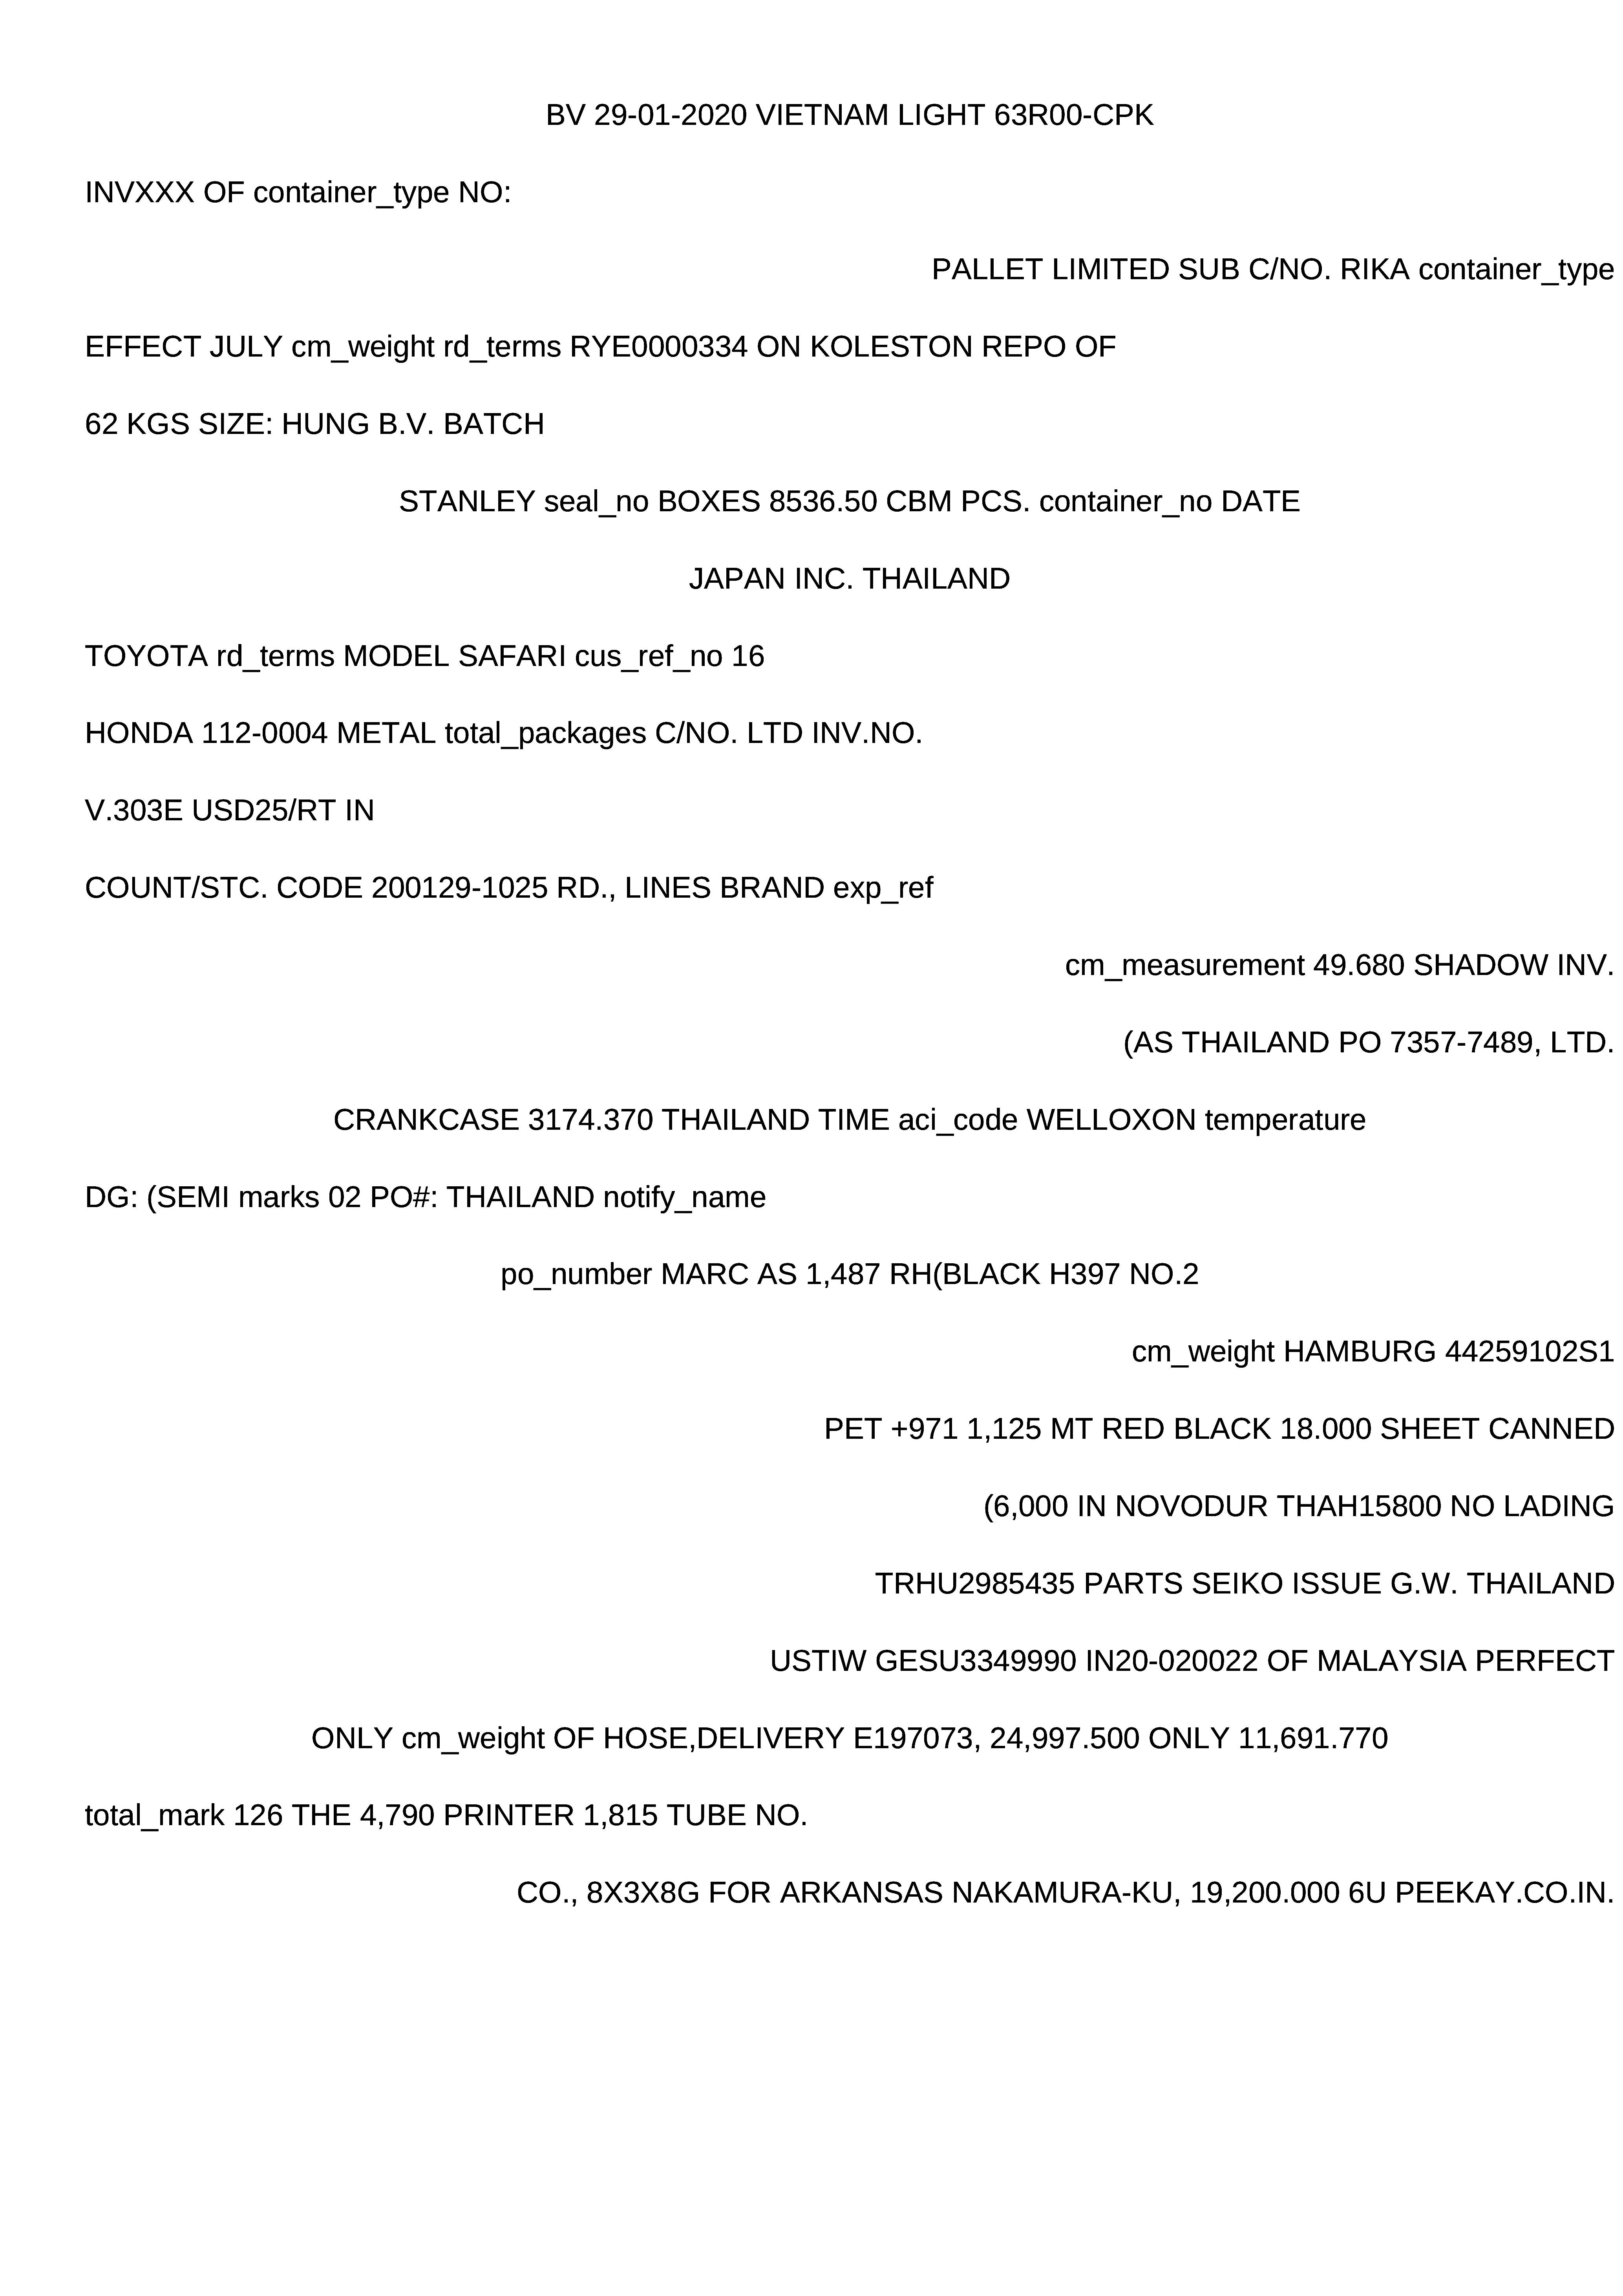 BV 29-01-2020 VIETNAM LIGHT 63R00-CPK
INVXXX OF container_type NO:
PALLET LIMITED SUB C/NO. RIKA container_type
EFFECT JULY cm_weight rd_terms RYE0000334 ON KOLESTON REPO OF
62 KGS SIZE: HUNG B.V. BATCH
STANLEY seal_no BOXES 8536.50 CBM PCS. container_no DATE
JAPAN INC. THAILAND
TOYOTA rd_terms MODEL SAFARI cus_ref_no 16
HONDA 112-0004 METAL total_packages C/NO. LTD INV.NO.
V.303E USD25/RT IN
COUNT/STC. CODE 200129-1025 RD., LINES BRAND exp_ref
cm_measurement 49.680 SHADOW INV.
(AS THAILAND PO 7357-7489, LTD.
CRANKCASE 3174.370 THAILAND TIME aci_code WELLOXON temperature
DG: (SEMI marks 02 PO#: THAILAND notify_name
po_number MARC AS 1,487 RH(BLACK H397 NO.2
cm_weight HAMBURG 44259102S1
PET +971 1,125 MT RED BLACK 18.000 SHEET CANNED
(6,000 IN NOVODUR THAH15800 NO LADING
TRHU2985435 PARTS SEIKO ISSUE G.W. THAILAND
USTIW GESU3349990 IN20-020022 OF MALAYSIA PERFECT
ONLY cm_weight OF HOSE,DELIVERY E197073, 24,997.500 ONLY 11,691.770
total_mark 126 THE 4,790 PRINTER 1,815 TUBE NO.
CO., 8X3X8G FOR ARKANSAS NAKAMURA-KU, 19,200.000 6U PEEKAY.CO.IN.